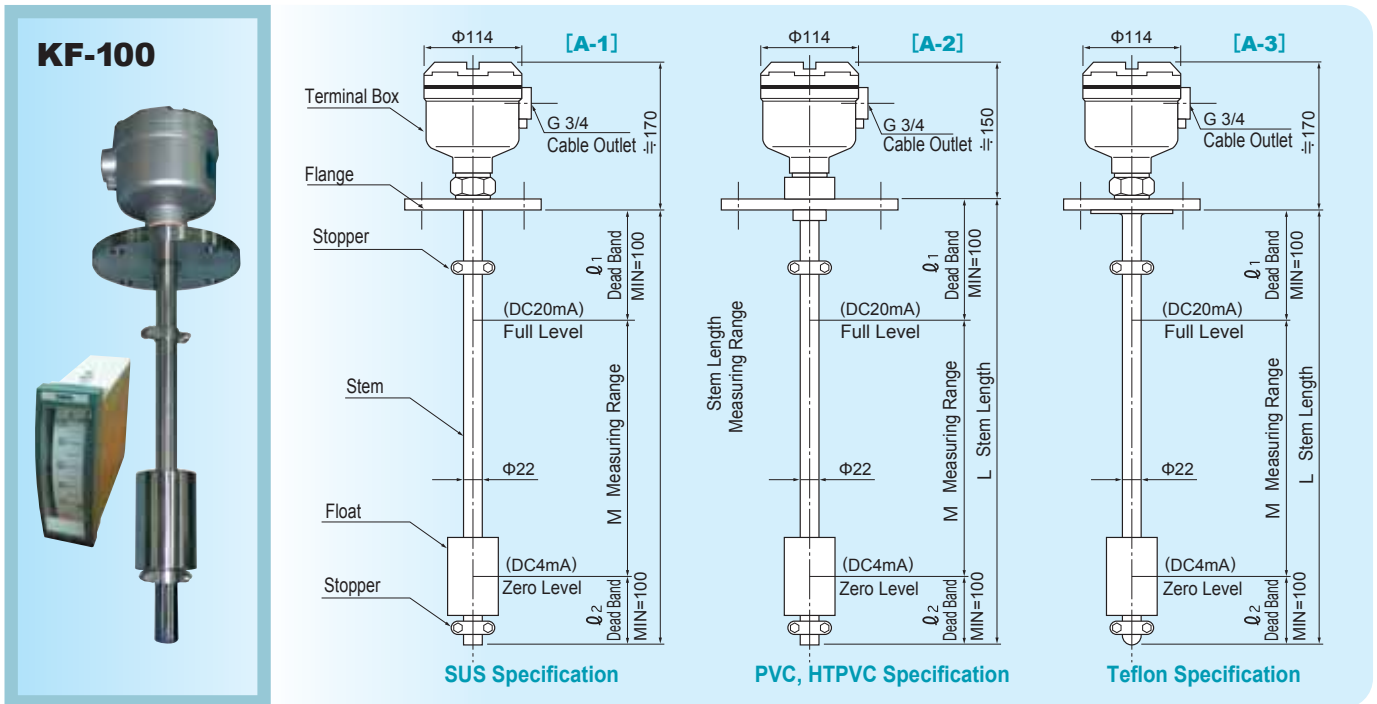 KF-100
Φ114
[A-1]
Terminal Box
G 3/4
Cable Outlet
≒170
Flange
Stopper
ℓ1
Dead Band
MIN=100
(DC20mA)
Full Level
Stem
M Measuring Range
Φ22
Float
(DC4mA)
Zero Level
Stopper
ℓ2
Dead Band
MIN=100
SUS Specification
Φ114
[A-2]
G 3/4
Cable Outlet
≒150
ℓ1
Dead Band
MIN=100
(DC20mA)
Full Level
Stem Length
Measuring Range
M Measuring Range
L Stem Length
Φ22
(DC4mA)
Zero Level
ℓ2
Dead Band
MIN=100
PVC, HTPVC Specification
Φ114
[A-3]
G 3/4
Cable Outlet
≒170
ℓ1
Dead Band
MIN=100
(DC20mA)
Full Level
M Measuring Range
L Stem Length
Φ22
(DC4mA)
Zero Level
ℓ2
Dead Band
MIN=100
Teflon Specification